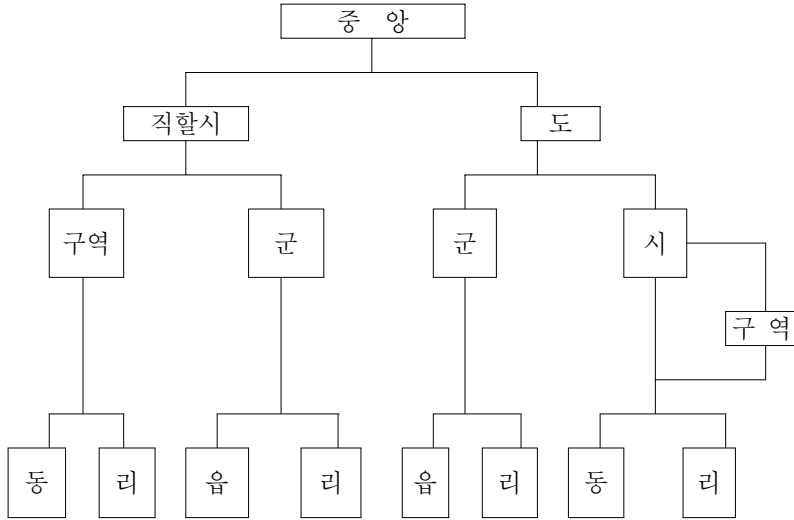 중 앙
직할시 도
구역 군 군 시
구 역
동 리 읍 리 읍 리 동 리